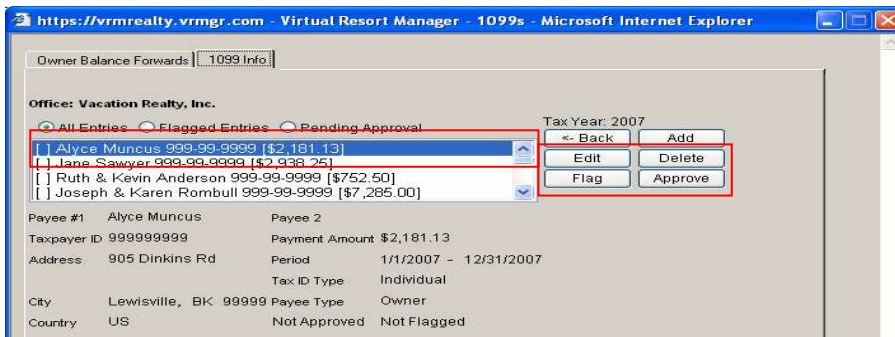 https://vrmrealty.vrmgr.com - Virtual Resort Manager - 1099s - Microsoft Internet Explorer
Owner Balance Forwards 1099 Info
Office: Vacation Realty, Inc.
All Entries Flagged Entries Pending Approval Tax Year: 2007
<- Back Add
[ ] Alyce Muncus 999-99-9999 [$2,181.13]
[ ] Jane Sawyer 999-99-9999 [$2,938.25] Edit Delete
[ ] Ruth & Kevin Anderson 999-99-9999 [$752.50]
[ ] Joseph & Karen Rombull 999-99-9999 [$7,285.00] Flag Approve
Payee #1 Alyce Muncus Payee 2
Taxpayer ID 999999999 Payment Amount $2,181.13
Address 905 Dinkins Rd Period 1/1/2007 - 12/31/2007
Tax ID Type Individual
City Lewisville, BK 99999 Payee Type Owner
Country US Not Approved Not Flagged